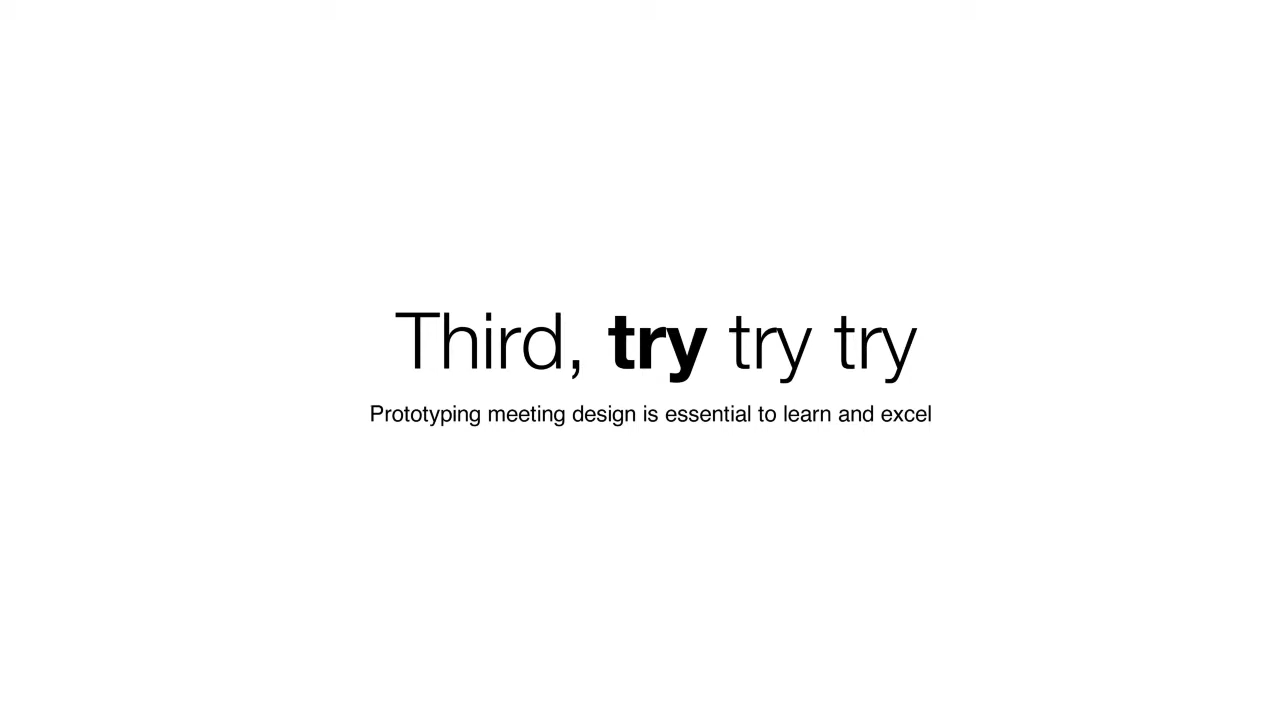 Third, try try try
Prototyping meeting design is essential to learn and excel